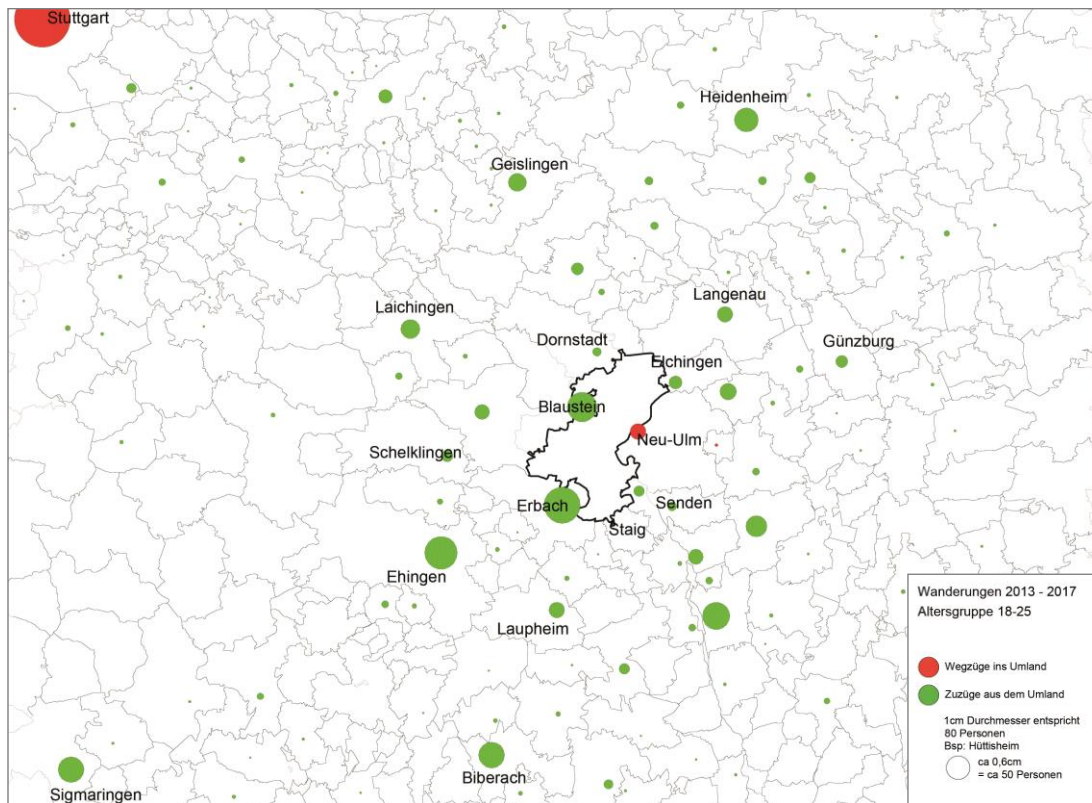 Stuttgart
Heidenheim
Geislingen
Laichingen
Langenau
Dornstadt
Günzburg
Elchingen
Blaustein
Neu-Ulm
Schelklingen
Erbach
Senden
Staig
Ehingen
Laupheim
Biberach
Sigmaringen
Wanderungen 2013 - 2017
Altersgruppe 18-25
Wegzüge ins Umland
Zuzüge aus dem Umland
1cm Durchmesser entspricht
80 Personen
Bsp: Hüttisheim
ca 0,6cm
= ca 50 Personen